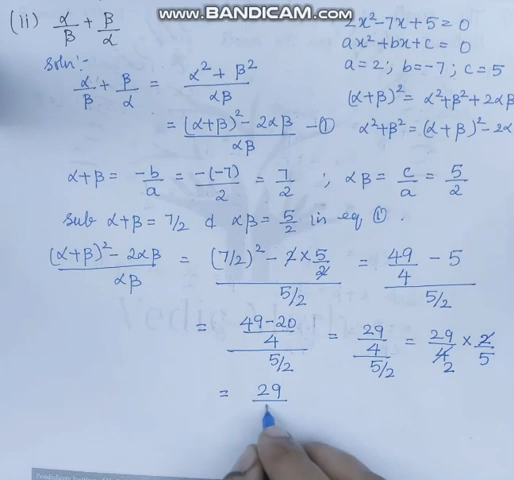 www.BANDICAM.com
(ii) α/β + β/α
2x² - 7x + 5 = 0
ax² + bx + c = 0
Soln:-
a = 2; b = -7; c = 5
α/β + β/α = (α² + β²)/αβ
(α+β)² = α² + β² + 2αβ
= ((α+β)² - 2αβ)/αβ — ①
α² + β² = (α+β)² - 2α
α+β = -b/a = -(-7)/2 = 7/2 ; αβ = c/a = 5/2
Sub α+β = 7/2 & αβ = 5/2 in eq ①.
((α+β)² - 2αβ)/αβ = ((7/2)² - 2 × 5/2)/(5/2) = (49/4 - 5)/(5/2)
= ((49-20)/4)/(5/2) = (29/4)/(5/2) = 29/4 2 × 2/5
= 29/